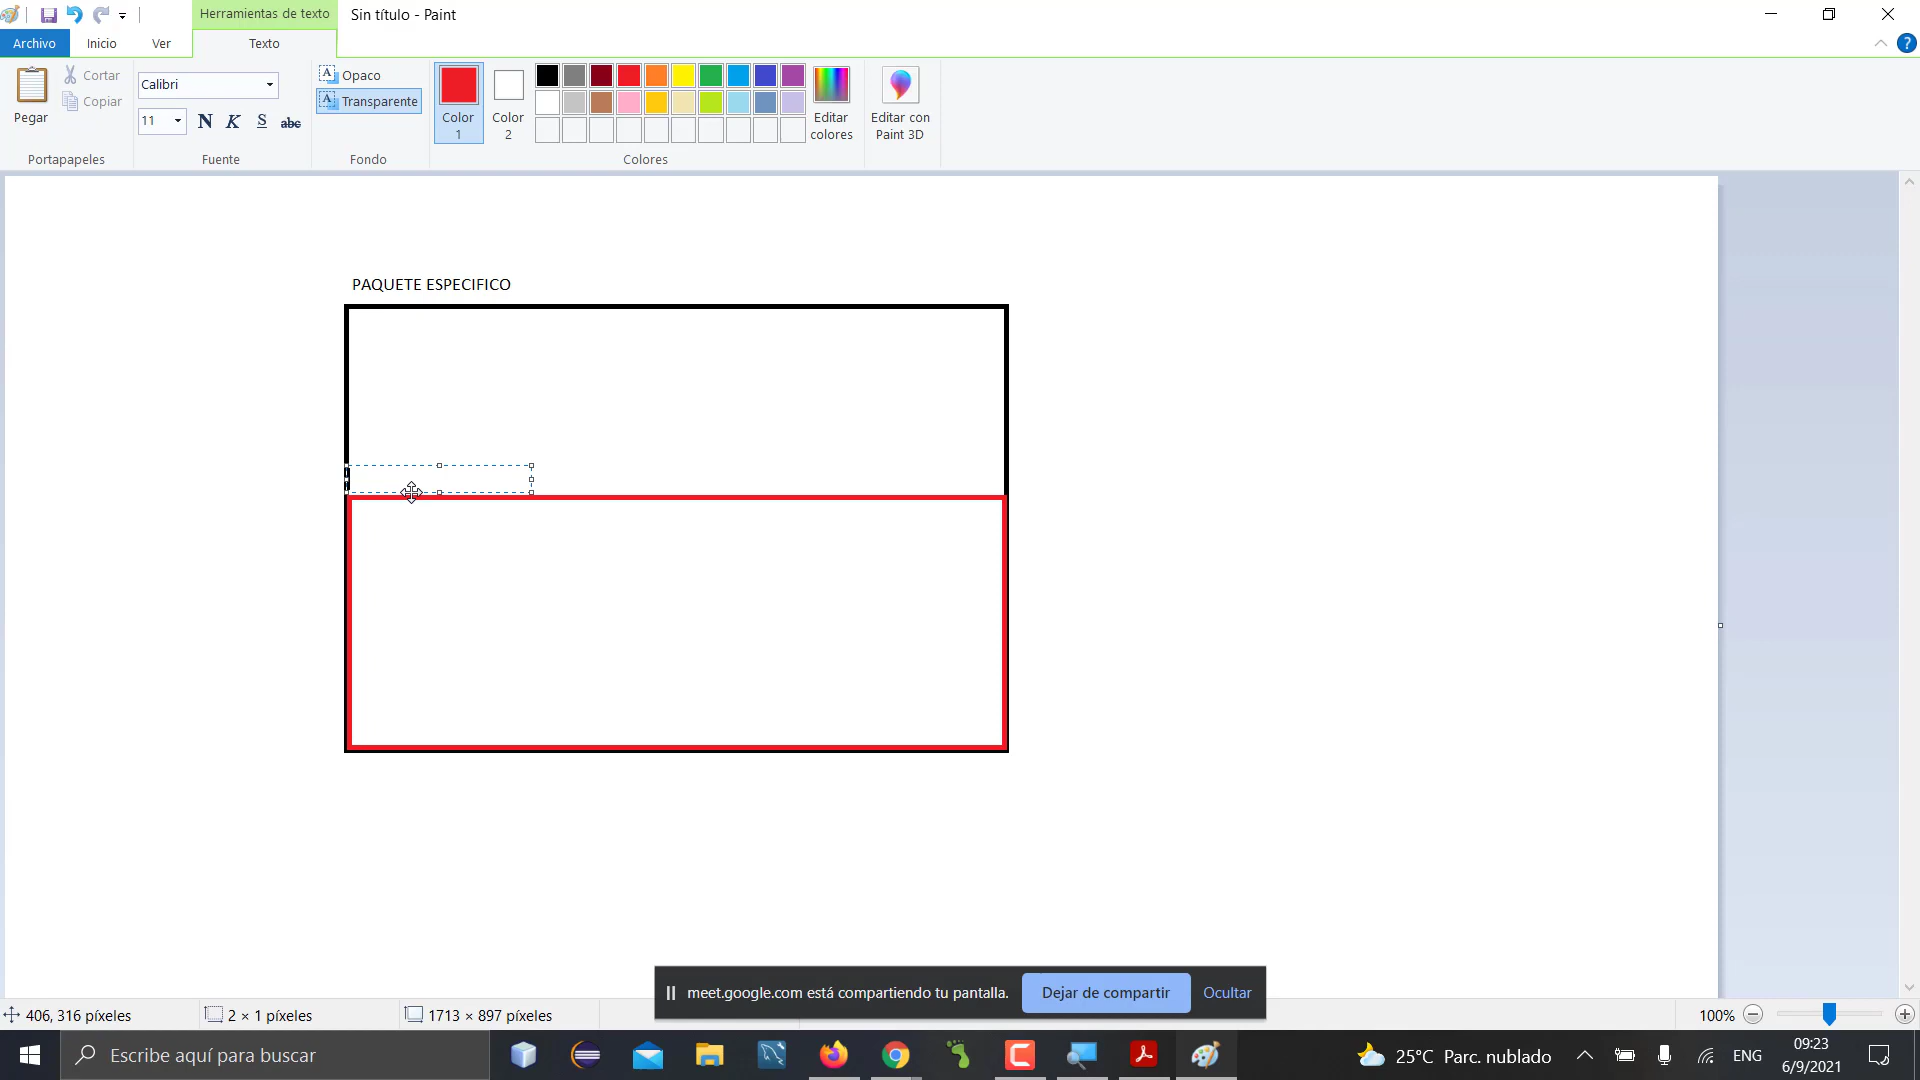 Herramientas de texto
Sin título - Paint
Archivo
Inicio
Ver
Texto
?
Pegar
Cortar
Copiar
Portapapeles
Calibri
11
N K S abc
Fuente
A Opaco
A Transparente
Fondo
Color
1
Color
2
Colores
Editar
colores
Editar con
Paint 3D
PAQUETE ESPECIFICO
meet.google.com está compartiendo tu pantalla.
Dejar de compartir
Ocultar
406, 316 píxeles
2 × 1 píxeles
1713 × 897 píxeles
100%
Escribe aquí para buscar
25°C Parc. nublado
ENG
09:23
6/9/2021